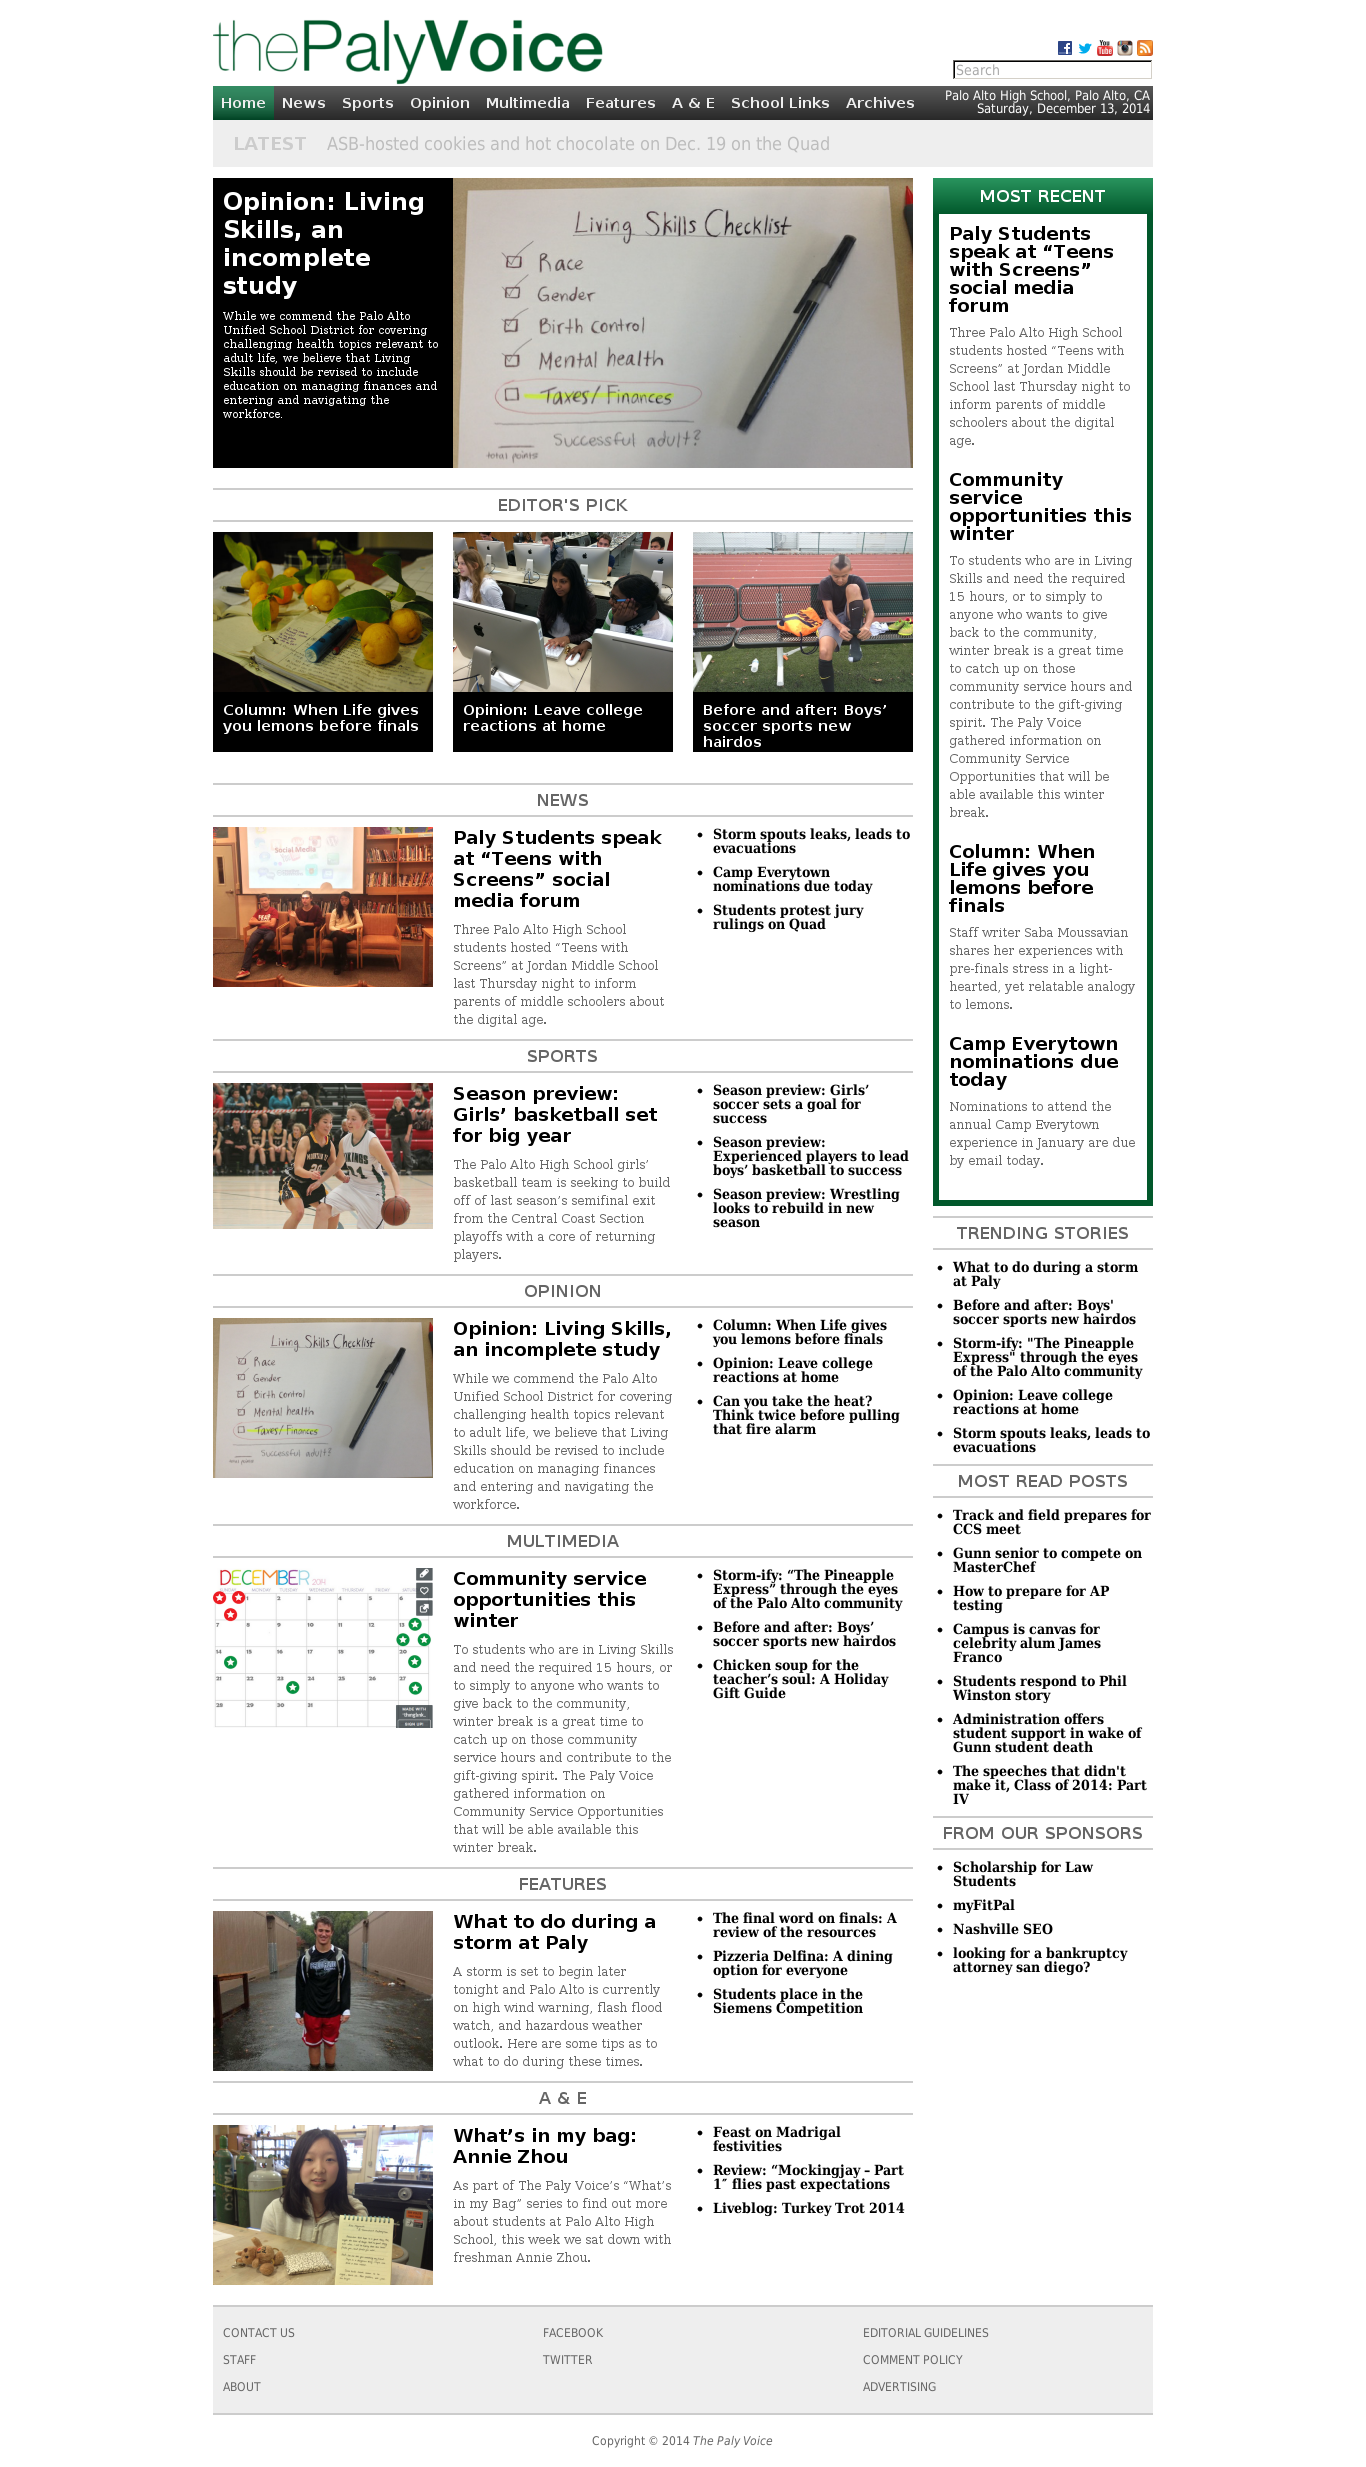 thePalyVoice
Search
Home News Sports Opinion Multimedia Features A & E School Links Archives
Palo Alto High School, Palo Alto, CA
Saturday, December 13, 2014
LATEST ASB-hosted cookies and hot chocolate on Dec. 19 on the Quad
Opinion: Living
Skills, an
incomplete
study
While we commend the Palo Alto
Unified School District for covering
challenging health topics relevant to
adult life, we believe that Living
Skills should be revised to include
education on managing finances and
entering and navigating the
workforce.
Living Skills Checklist
Race
Gender
Birth control
Mental health
Taxes/Finances
Successful adult?
total points
EDITOR'S PICK
Column: When Life gives
you lemons before finals
Opinion: Leave college
reactions at home
Before and after: Boys’
soccer sports new
hairdos
NEWS
Social Media
Paly Students speak
at “Teens with
Screens” social
media forum
Three Palo Alto High School
students hosted “Teens with
Screens” at Jordan Middle School
last Thursday night to inform
parents of middle schoolers about
the digital age.
Storm spouts leaks, leads to
evacuations
Camp Everytown
nominations due today
Students protest jury
rulings on Quad
SPORTS
Season preview:
Girls’ basketball set
for big year
The Palo Alto High School girls’
basketball team is seeking to build
off of last season’s semifinal exit
from the Central Coast Section
playoffs with a core of returning
players.
Season preview: Girls’
soccer sets a goal for
success
Season preview:
Experienced players to lead
boys’ basketball to success
Season preview: Wrestling
looks to rebuild in new
season
OPINION
Living Skills Checklist
Race
Gender
Birth control
Mental health
Taxes/Finances
Successful adult?
Opinion: Living Skills,
an incomplete study
While we commend the Palo Alto
Unified School District for covering
challenging health topics relevant
to adult life, we believe that Living
Skills should be revised to include
education on managing finances
and entering and navigating the
workforce.
Column: When Life gives
you lemons before finals
Opinion: Leave college
reactions at home
Can you take the heat?
Think twice before pulling
that fire alarm
MULTIMEDIA
DECEMBER 2014
Community service
opportunities this
winter
To students who are in Living Skills
and need the required 15 hours, or
to simply to anyone who wants to
give back to the community,
winter break is a great time to
catch up on those community
service hours and contribute to the
gift-giving spirit. The Paly Voice
gathered information on
Community Service Opportunities
that will be able available this
winter break.
Storm-ify: “The Pineapple
Express” through the eyes
of the Palo Alto community
Before and after: Boys’
soccer sports new hairdos
Chicken soup for the
teacher’s soul: A Holiday
Gift Guide
FEATURES
What to do during a
storm at Paly
A storm is set to begin later
tonight and Palo Alto is currently
on high wind warning, flash flood
watch, and hazardous weather
outlook. Here are some tips as to
what to do during these times.
The final word on finals: A
review of the resources
Pizzeria Delfina: A dining
option for everyone
Students place in the
Siemens Competition
A & E
What’s in my bag:
Annie Zhou
As part of The Paly Voice’s “What’s
in my Bag” series to find out more
about students at Palo Alto High
School, this week we sat down with
freshman Annie Zhou.
Feast on Madrigal
festivities
Review: “Mockingjay – Part
1″ flies past expectations
Liveblog: Turkey Trot 2014
MOST RECENT
Paly Students
speak at “Teens
with Screens”
social media
forum
Three Palo Alto High School
students hosted “Teens with
Screens” at Jordan Middle
School last Thursday night to
inform parents of middle
schoolers about the digital
age.
Community
service
opportunities this
winter
To students who are in Living
Skills and need the required
15 hours, or to simply to
anyone who wants to give
back to the community,
winter break is a great time
to catch up on those
community service hours and
contribute to the gift-giving
spirit. The Paly Voice
gathered information on
Community Service
Opportunities that will be
able available this winter
break.
Column: When
Life gives you
lemons before
finals
Staff writer Saba Moussavian
shares her experiences with
pre-finals stress in a light-
hearted, yet relatable analogy
to lemons.
Camp Everytown
nominations due
today
Nominations to attend the
annual Camp Everytown
experience in January are due
by email today.
TRENDING STORIES
What to do during a storm
at Paly
Before and after: Boys'
soccer sports new hairdos
Storm-ify: "The Pineapple
Express" through the eyes
of the Palo Alto community
Opinion: Leave college
reactions at home
Storm spouts leaks, leads to
evacuations
MOST READ POSTS
Track and field prepares for
CCS meet
Gunn senior to compete on
MasterChef
How to prepare for AP
testing
Campus is canvas for
celebrity alum James
Franco
Students respond to Phil
Winston story
Administration offers
student support in wake of
Gunn student death
The speeches that didn't
make it, Class of 2014: Part
IV
FROM OUR SPONSORS
Scholarship for Law
Students
myFitPal
Nashville SEO
looking for a bankruptcy
attorney san diego?
CONTACT US
STAFF
ABOUT
FACEBOOK
TWITTER
EDITORIAL GUIDELINES
COMMENT POLICY
ADVERTISING
Copyright © 2014 The Paly Voice